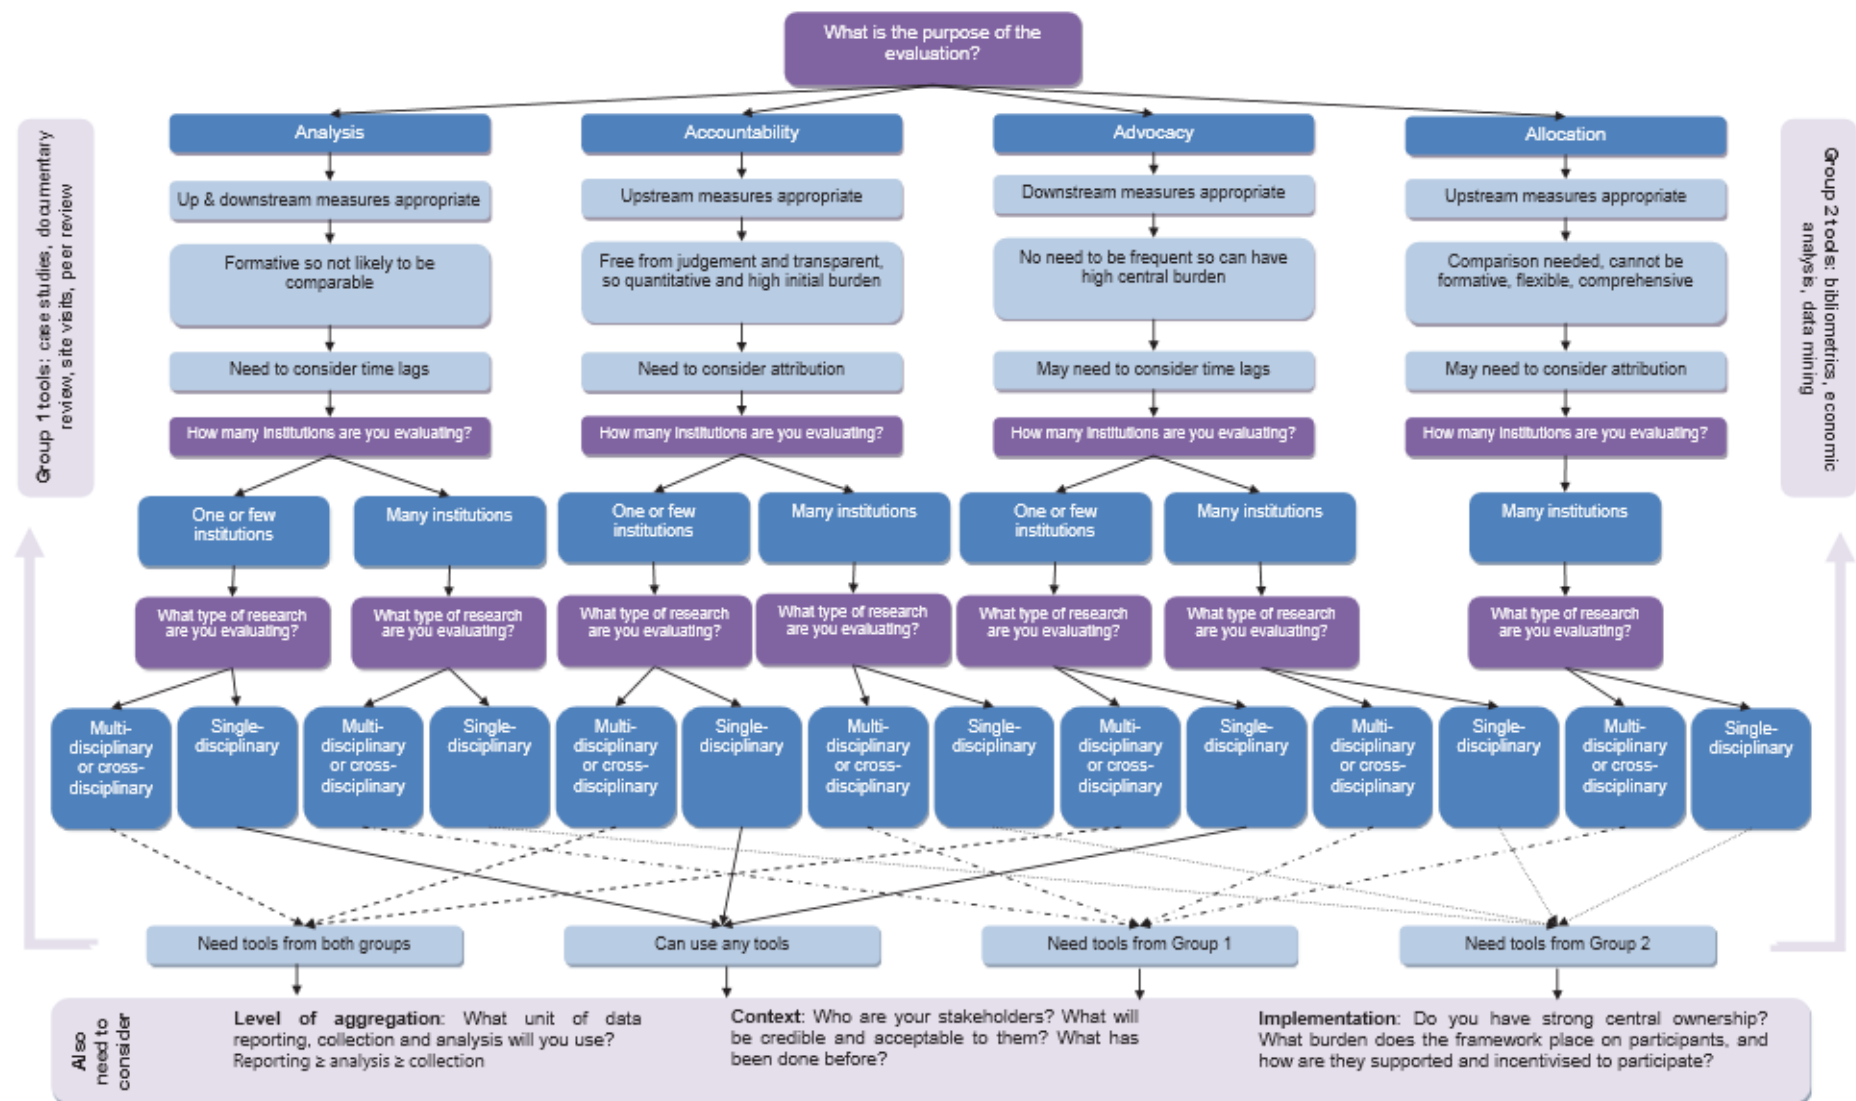 What is the purpose of the
evaluation?
Analysis
Accountability
Advocacy
Allocation
Group 1 tools: case studies, documentary
review, site visits, peer review
Group 2 tools: bibliometrics, economic
analysis, data mining
Up & downstream measures appropriate
Upstream measures appropriate
Downstream measures appropriate
Upstream measures appropriate
Formative so not likely to be
comparable
Free from judgement and transparent,
so quantitative and high initial burden
No need to be frequent so can have
high central burden
Comparison needed, cannot be
formative, flexible, comprehensive
Need to consider time lags
Need to consider attribution
May need to consider time lags
May need to consider attribution
How many institutions are you evaluating?
How many institutions are you evaluating?
How many institutions are you evaluating?
How many institutions are you evaluating?
One or few
institutions
Many institutions
One or few
institutions
Many institutions
One or few
institutions
Many institutions
Many institutions
What type of research
are you evaluating?
What type of research
are you evaluating?
What type of research
are you evaluating?
What type of research
are you evaluating?
What type of research
are you evaluating?
What type of research
are you evaluating?
What type of research
are you evaluating?
Multi-
disciplinary
or cross-
disciplinary
Single-
disciplinary
Multi-
disciplinary
or cross-
disciplinary
Single-
disciplinary
Multi-
disciplinary
or cross-
disciplinary
Single-
disciplinary
Multi-
disciplinary
or cross-
disciplinary
Single-
disciplinary
Multi-
disciplinary
or cross-
disciplinary
Single-
disciplinary
Multi-
disciplinary
or cross-
disciplinary
Single-
disciplinary
Multi-
disciplinary
or cross-
disciplinary
Single-
disciplinary
Need tools from both groups
Can use any tools
Need tools from Group 1
Need tools from Group 2
Also
need to
consider
Level of aggregation: What unit of data
reporting, collection and analysis will you use?
Reporting ≥ analysis ≥ collection
Context: Who are your stakeholders? What will
be credible and acceptable to them? What has
been done before?
Implementation: Do you have strong central ownership?
What burden does the framework place on participants, and
how are they supported and incentivised to participate?